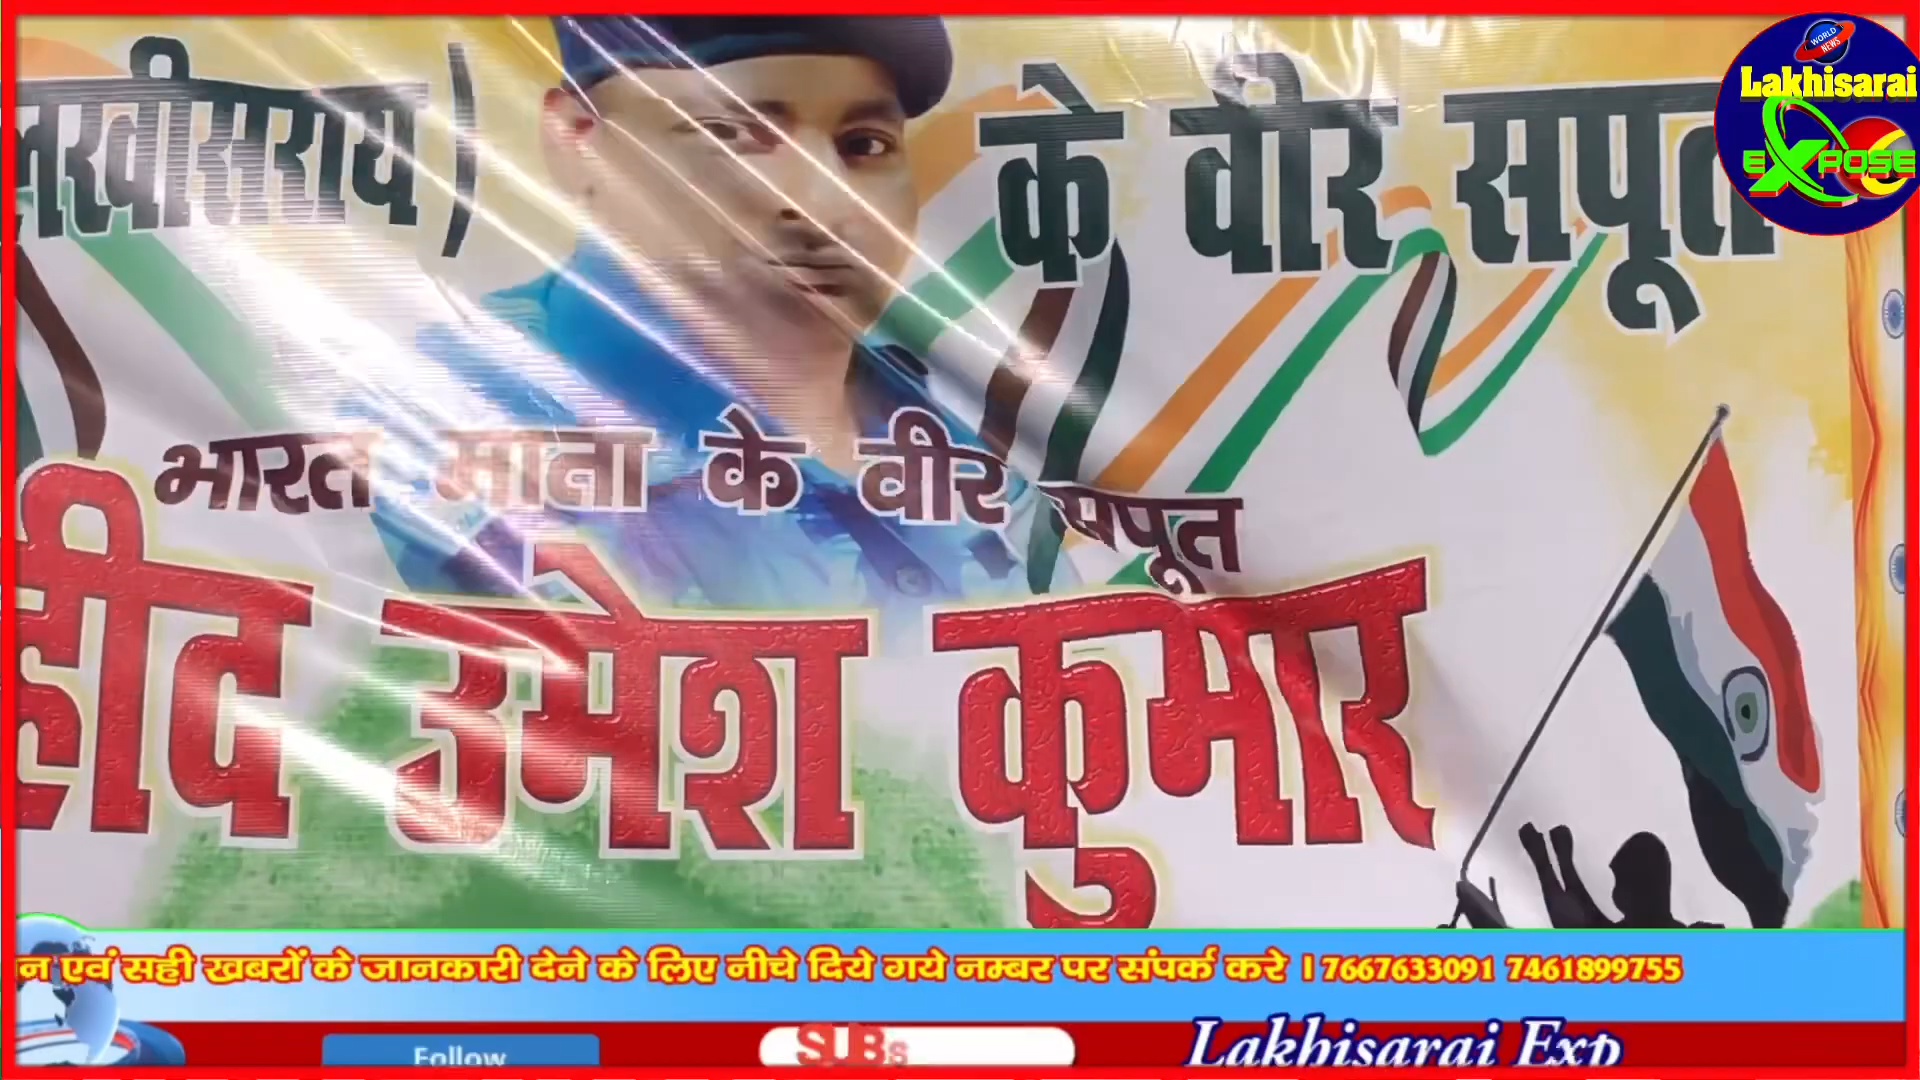 लखीसराय ) के वीर सपूत
WORLD
NEWS
Lakhisarai
EXPOSE
भारत माता के वीर सपूत
हीद उमेश कुमार
न एवं सही खबरों के जानकारी देने के लिए नीचे दिये गये नम्बर पर संपर्क करे । 7667633091 7461899755
Follow
SUBs
Lakhisarai Exp